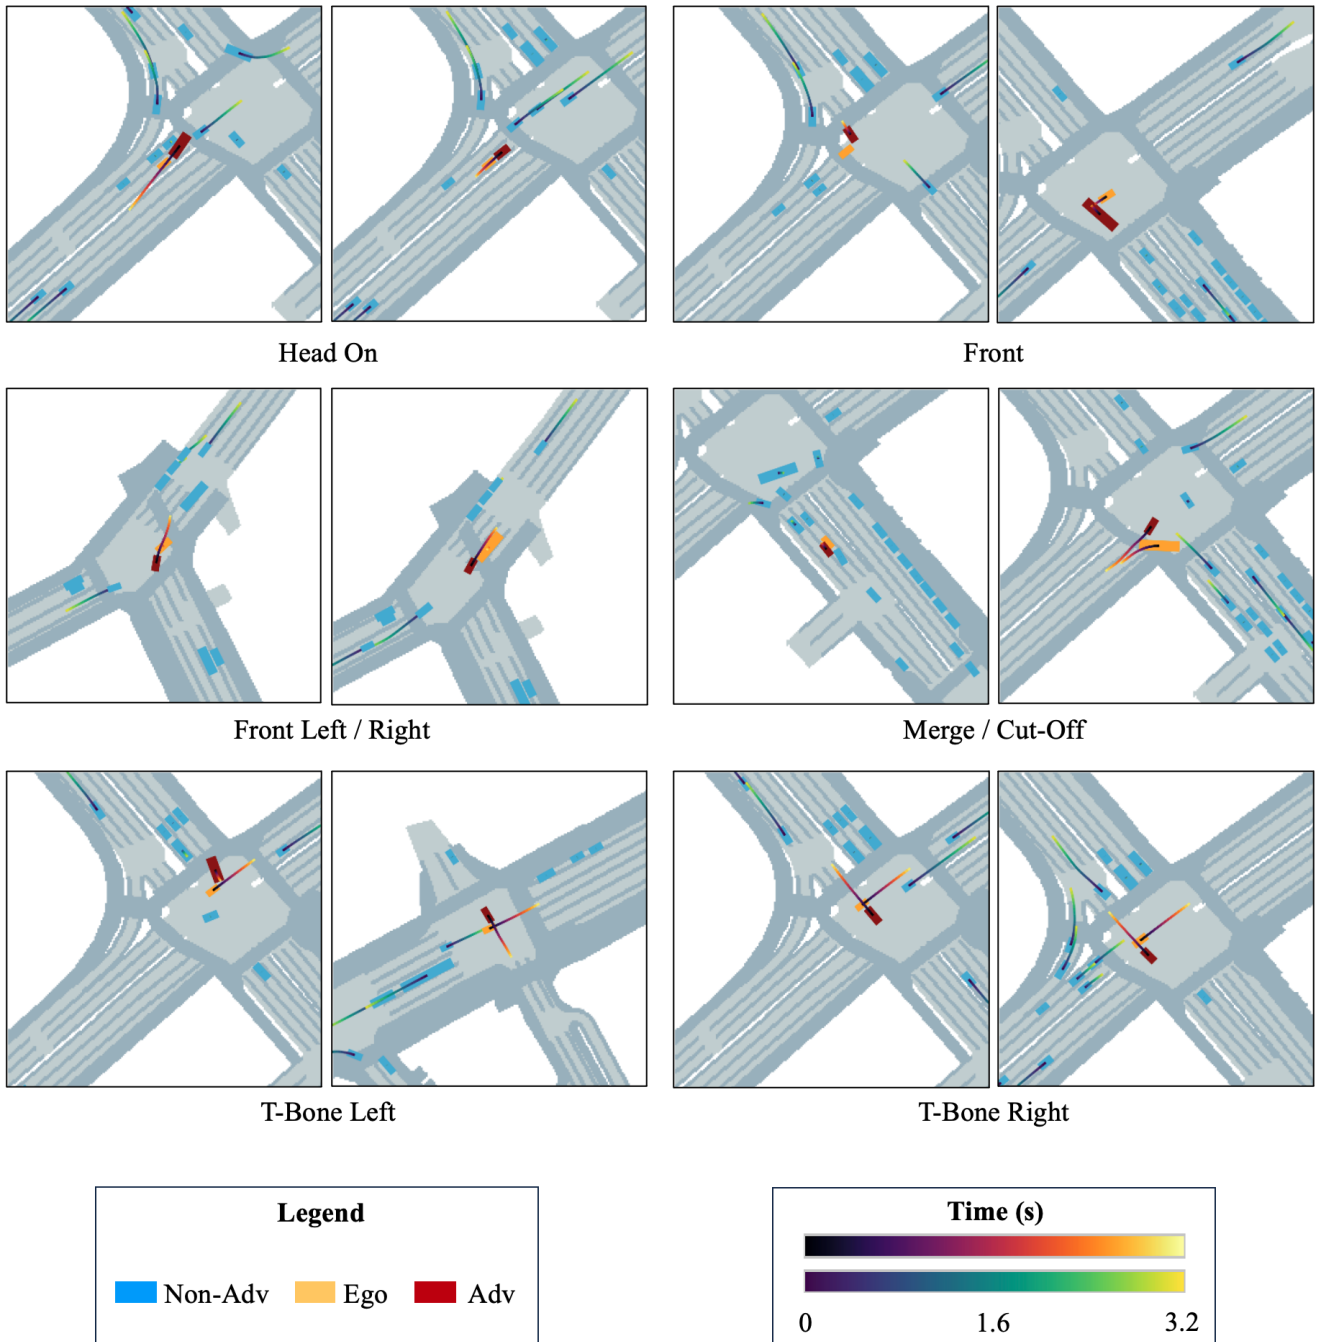 Head On
Front
Front Left / Right
Merge / Cut-Off
T-Bone Left
T-Bone Right
Legend
Non-Adv
Ego
Adv
Time (s)
0
1.6
3.2